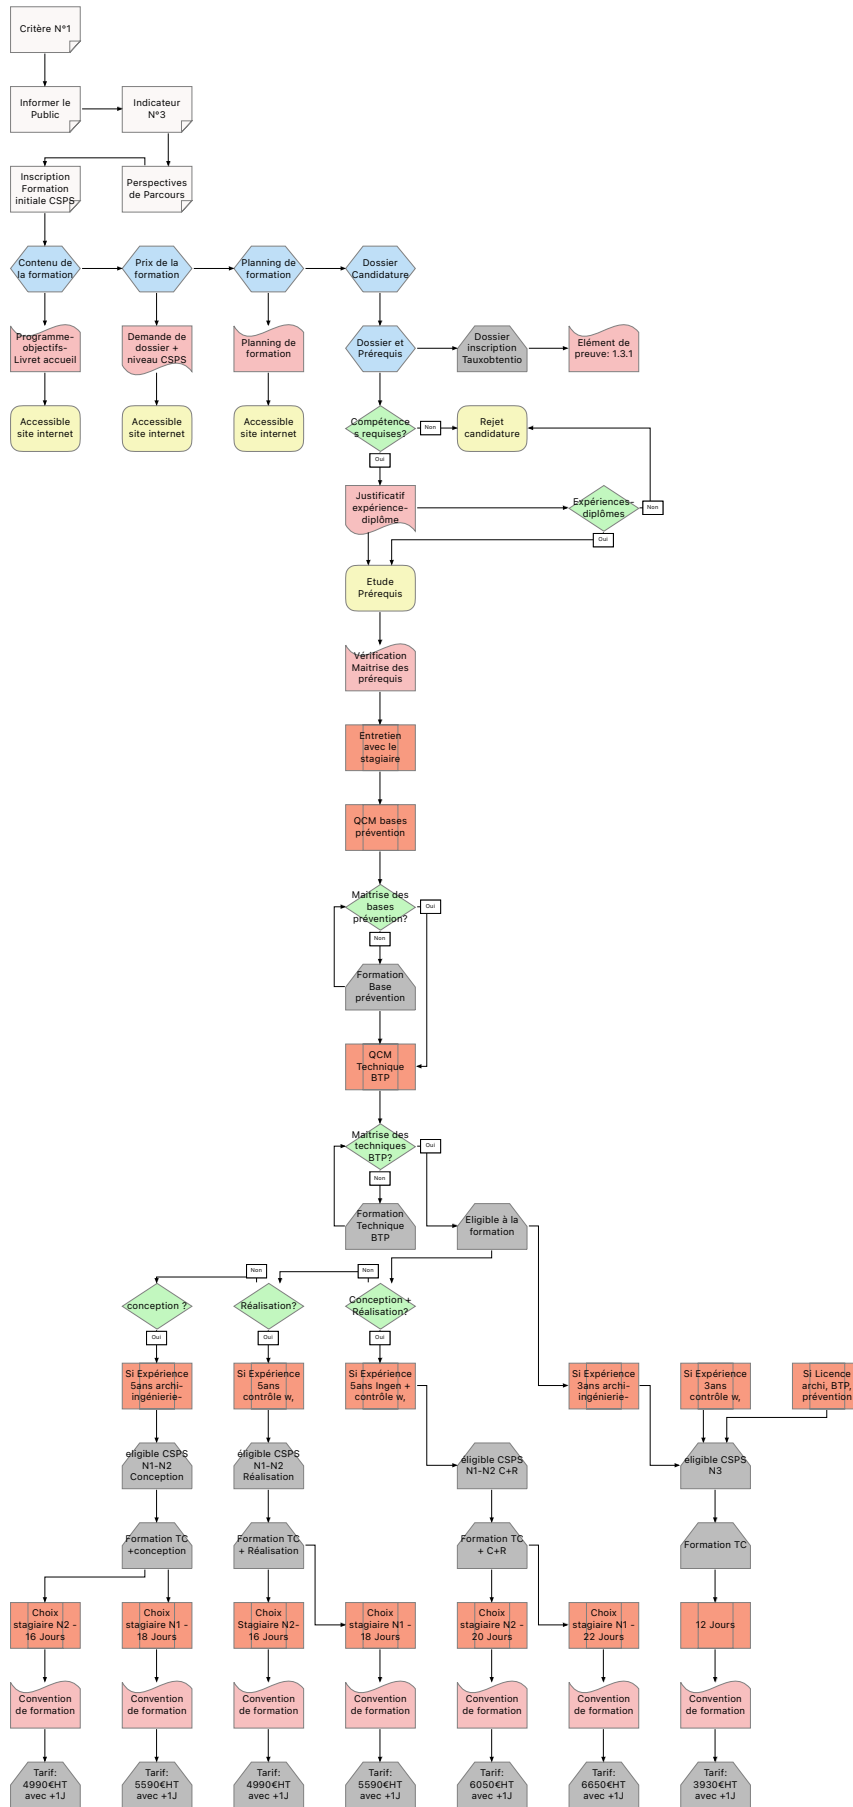 Critère N°1
Informer le
Public
Indicateur
N°3
Inscription
Formation
initiale CSPS
Perspectives
de Parcours
Contenu de
la formation
Prix de la
formation
Planning de
formation
Dossier
Candidature
Programme-
objectifs-
Livret accueil
Demande de
dossier +
niveau CSPS
Planning de
formation
Dossier et
Prérequis
Dossier
inscription
Tauxobtentio
Elément de
preuve: 1.3.1
Accessible
site internet
Accessible
site internet
Accessible
site internet
Compétence
s requises?
Non
Rejet
candidature
Oui
Justificatif
expérience-
diplôme
Expériences-
diplômes
Non
Oui
Etude
Prérequis
Vérification
Maitrise des
prérequis
Entretien
avec le
stagiaire
QCM bases
prévention
Maitrise des
bases
prévention?
Oui
Non
Formation
Base
prévention
QCM
Technique
BTP
Maitrise des
techniques
BTP?
Oui
Non
Formation
Technique
BTP
Eligible à la
formation
Non
Non
conception ?
Réalisation?
Conception +
Réalisation?
Oui
Oui
Oui
Si Expérience
5ans archi-
ingénierie-
Si Expérience
5ans
contrôle w,
Si Expérience
5ans Ingen +
contrôle w,
Si Expérience
3ans archi-
ingénierie-
Si Expérience
3ans
contrôle w,
Si Licence
archi, BTP,
prévention
eligible CSPS
N1-N2
Conception
éligible CSPS
N1-N2
Réalisation
éligible CSPS
N1-N2 C+R
eligible CSPS
N3
Formation TC
+conception
Formation TC
+ Réalisation
Formation TC
+ C+R
Formation TC
Choix
stagiaire N2 -
16 Jours
Choix
stagiaire N1 -
18 Jours
Choix
Stagiaire N2-
16 Jours
Choix
stagiaire N1 -
18 Jours
Choix
stagiaire N2 -
20 Jours
Choix
stagiaire N1 -
22 Jours
12 Jours
Convention
de formation
Convention
de formation
Convention
de formation
Convention
de formation
Convention
de formation
Convention
de formation
Convention
de formation
Tarif:
4990€HT
avec +1J
Tarif:
5590€HT
avec +1J
Tarif:
4990€HT
avec +1J
Tarif:
5590€HT
avec +1J
Tarif:
6050€HT
avec +1J
Tarif:
6650€HT
avec +1J
Tarif:
3930€HT
avec +1J